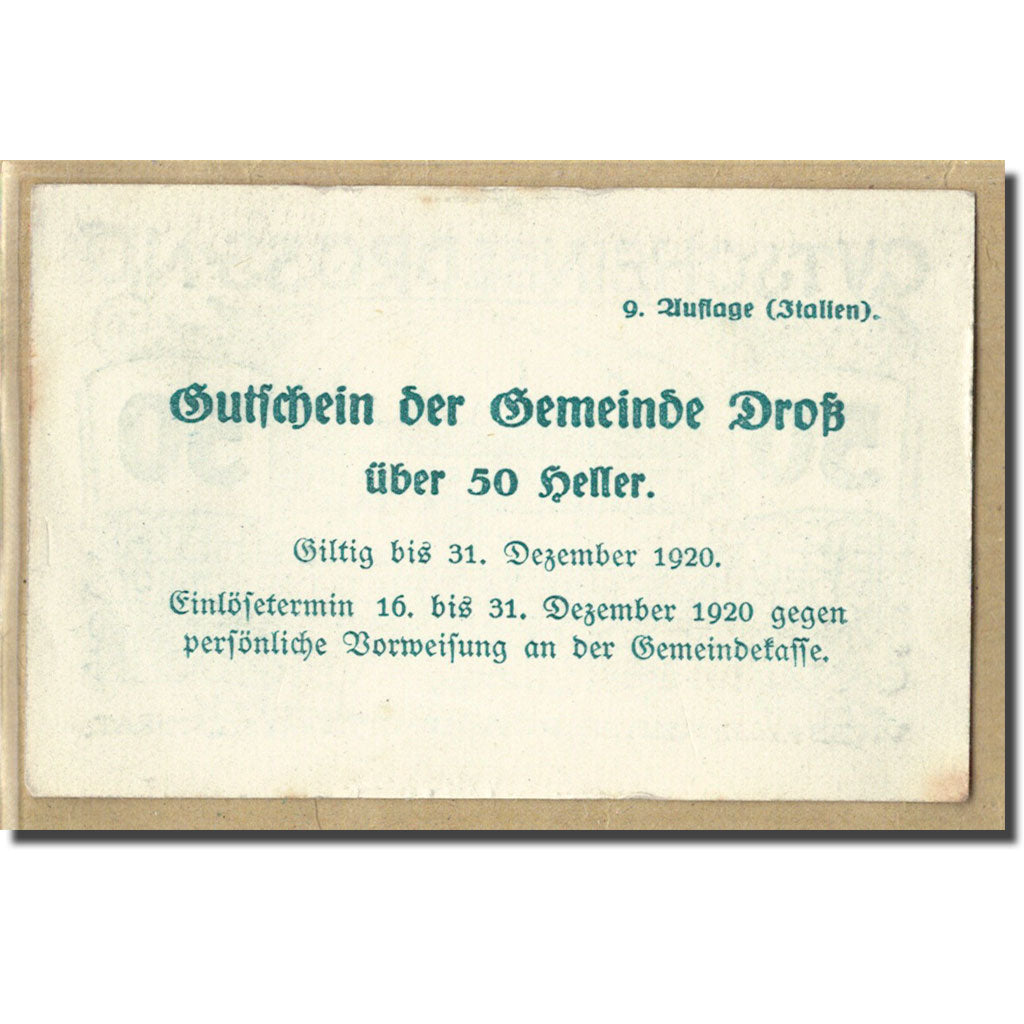 9. Auflage (Italien).
Gutschein der Gemeinde Droß
über 50 Heller.
Giltig bis 31. Dezember 1920.
Einlösetermin 16. bis 31. Dezember 1920 gegen
persönliche Vorweisung an der Gemeindekasse.